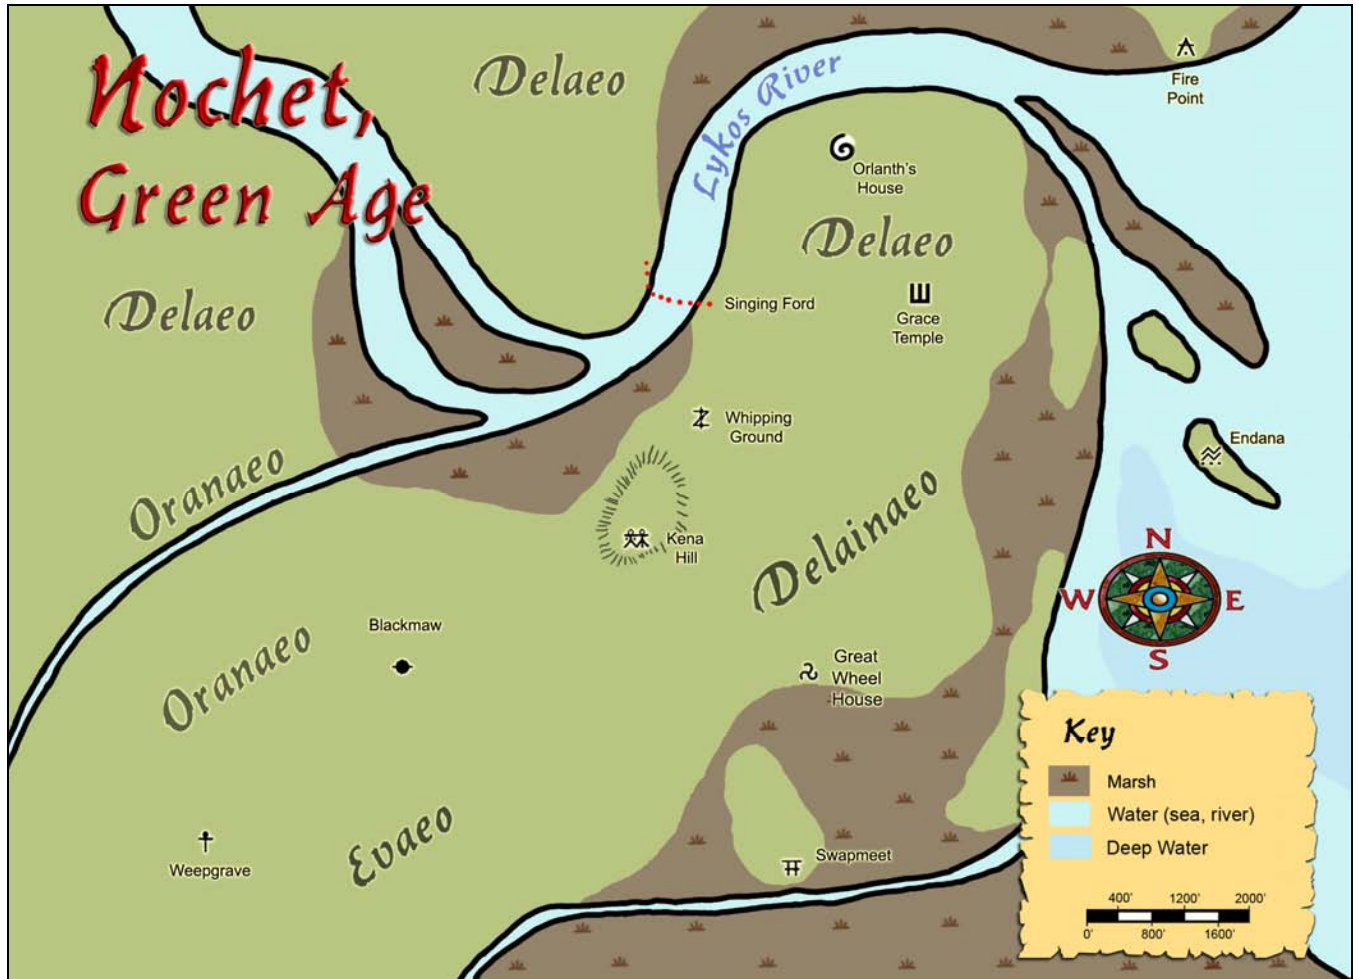 Nochet,
Green Age
Delaeo
Lykos River
Fire
Point
Orlanth's
House
Delaeo
Delaeo
Singing Ford
Grace
Temple
Whipping
Ground
Endana
Oranaeo
Kena
Hill
Delainaeo
N
W
E
S
Blackmaw
Oranaeo
Great
Wheel
House
Key
Marsh
Water (sea, river)
Deep Water
Weepgrave
Evaeo
Swapmeet
400' 1200' 2000'
0' 800' 1600'